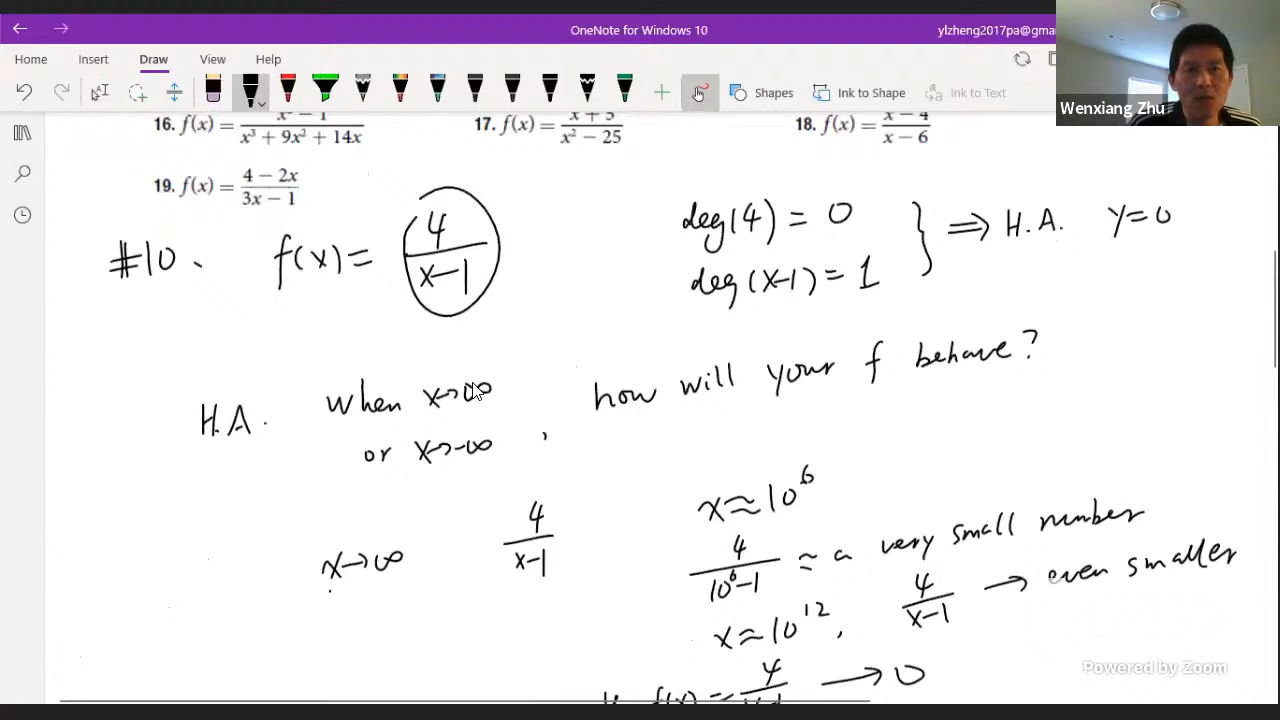 OneNote for Windows 10
ylzheng2017pa@gma
Home Insert Draw View Help
Shapes Ink to Shape Ink to Text
Wenxiang Zhu
16. f(x) = x³ + 9x² + 14x
17. f(x) = x + 5 / x² − 25
18. f(x) = x − 4 / x − 6
19. f(x) = 4 − 2x / 3x − 1
#10. f(x) = 4 / x−1
deg(4) = 0
deg(x-1) = 1
} ⇒ H.A. y=0
H.A. When x→∞
or x→-∞ , how will your f behave?
x→∞ 4 / x-1
x≈10⁶
4 / 10⁶-1 ≈ a very small number
x≈10¹², 4 / x-1 → even smaller
f(x) = 4 / x-1 → 0
Powered by Zoom